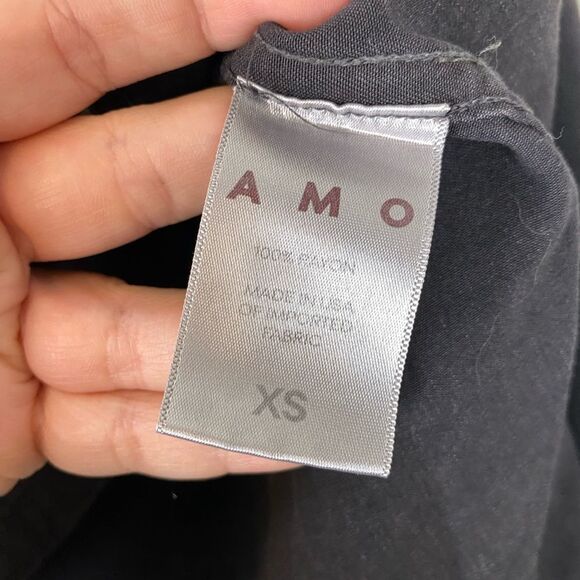 AMO
100% RAYON
MADE IN USA
OF IMPORTED
FABRIC
XS